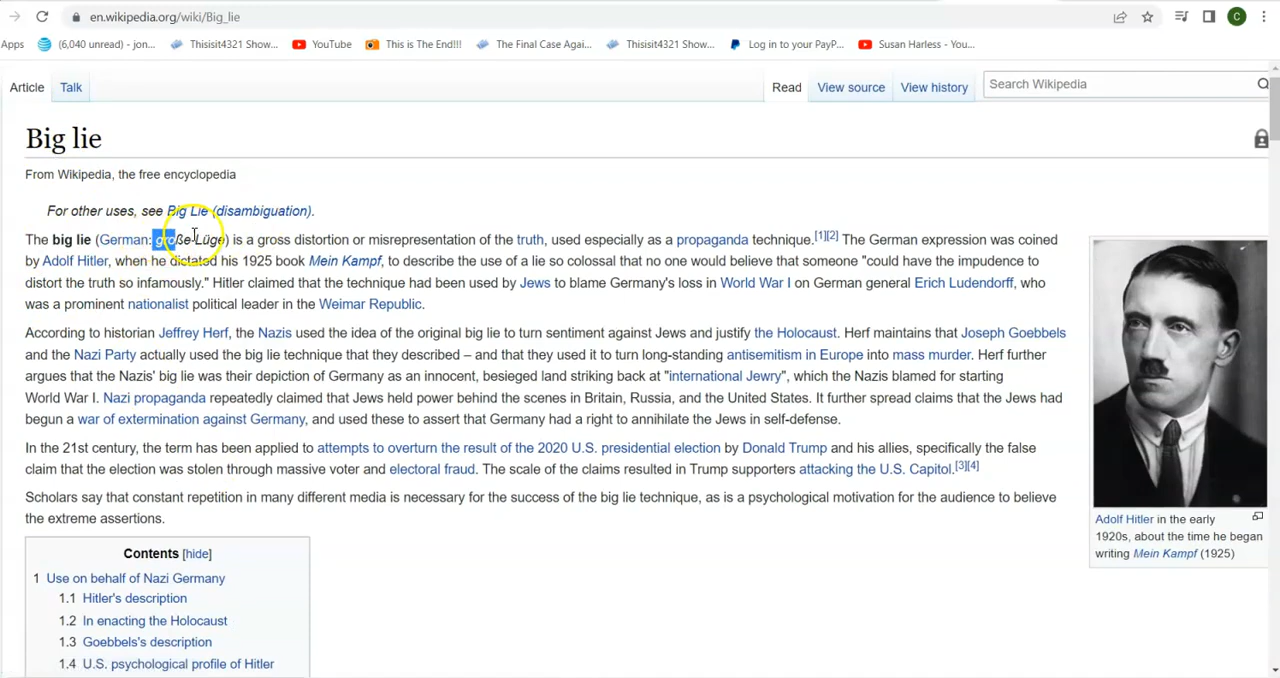 en.wikipedia.org/wiki/Big_lie
C
Apps (6,040 unread) - jon... Thisisit4321 Show... YouTube This is The End!!! The Final Case Agai... Thisisit4321 Show... Log in to your PayP... Susan Harless - You...
Article Talk Read View source View history Search Wikipedia
Big lie
From Wikipedia, the free encyclopedia
For other uses, see Big Lie (disambiguation).
The big lie (German: große Lüge) is a gross distortion or misrepresentation of the truth, used especially as a propaganda technique.[1][2] The German expression was coined
by Adolf Hitler, when he dictated his 1925 book Mein Kampf, to describe the use of a lie so colossal that no one would believe that someone "could have the impudence to
distort the truth so infamously." Hitler claimed that the technique had been used by Jews to blame Germany's loss in World War I on German general Erich Ludendorff, who
was a prominent nationalist political leader in the Weimar Republic.
According to historian Jeffrey Herf, the Nazis used the idea of the original big lie to turn sentiment against Jews and justify the Holocaust. Herf maintains that Joseph Goebbels
and the Nazi Party actually used the big lie technique that they described – and that they used it to turn long-standing antisemitism in Europe into mass murder. Herf further
argues that the Nazis' big lie was their depiction of Germany as an innocent, besieged land striking back at "international Jewry", which the Nazis blamed for starting
World War I. Nazi propaganda repeatedly claimed that Jews held power behind the scenes in Britain, Russia, and the United States. It further spread claims that the Jews had
begun a war of extermination against Germany, and used these to assert that Germany had a right to annihilate the Jews in self-defense.
In the 21st century, the term has been applied to attempts to overturn the result of the 2020 U.S. presidential election by Donald Trump and his allies, specifically the false
claim that the election was stolen through massive voter and electoral fraud. The scale of the claims resulted in Trump supporters attacking the U.S. Capitol.[3][4]
Scholars say that constant repetition in many different media is necessary for the success of the big lie technique, as is a psychological motivation for the audience to believe
the extreme assertions.
Adolf Hitler in the early
1920s, about the time he began
writing Mein Kampf (1925)
Contents [hide]
1 Use on behalf of Nazi Germany
1.1 Hitler's description
1.2 In enacting the Holocaust
1.3 Goebbels's description
1.4 U.S. psychological profile of Hitler